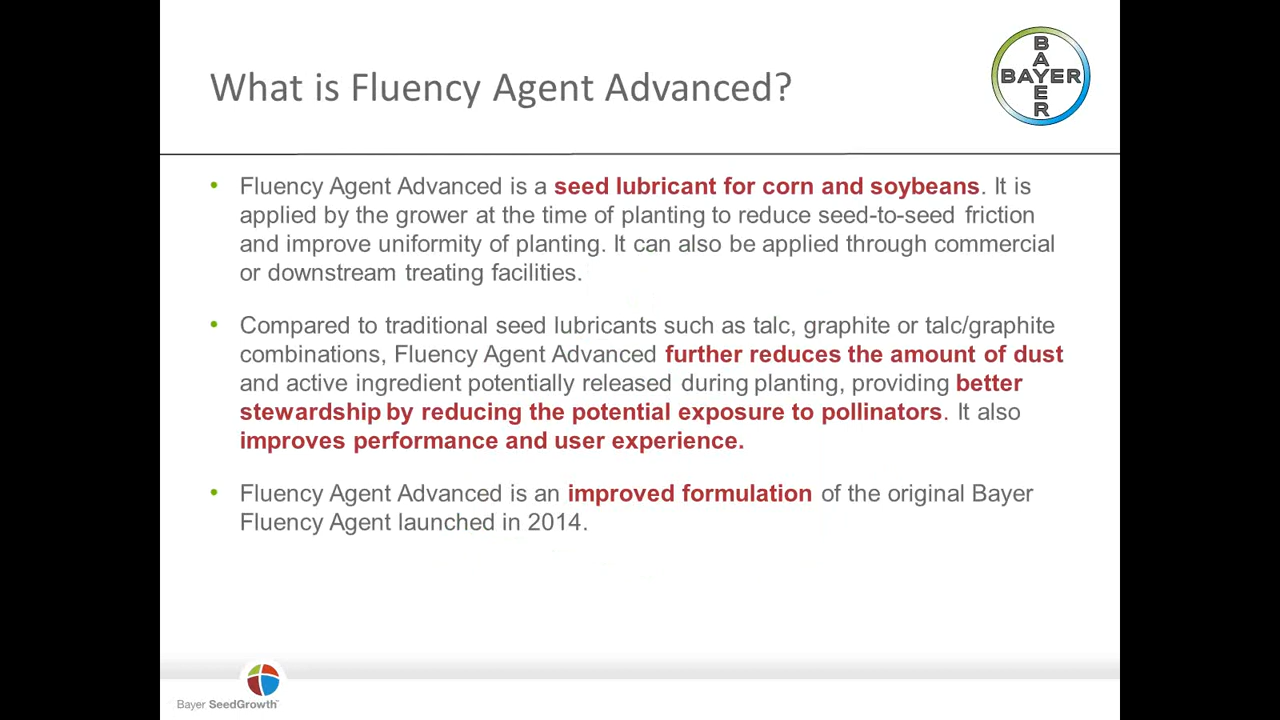 What is Fluency Agent Advanced?
BAYER
BAYER
• Fluency Agent Advanced is a seed lubricant for corn and soybeans. It is
applied by the grower at the time of planting to reduce seed-to-seed friction
and improve uniformity of planting. It can also be applied through commercial
or downstream treating facilities.
• Compared to traditional seed lubricants such as talc, graphite or talc/graphite
combinations, Fluency Agent Advanced further reduces the amount of dust
and active ingredient potentially released during planting, providing better
stewardship by reducing the potential exposure to pollinators. It also
improves performance and user experience.
• Fluency Agent Advanced is an improved formulation of the original Bayer
Fluency Agent launched in 2014.
Bayer SeedGrowth™